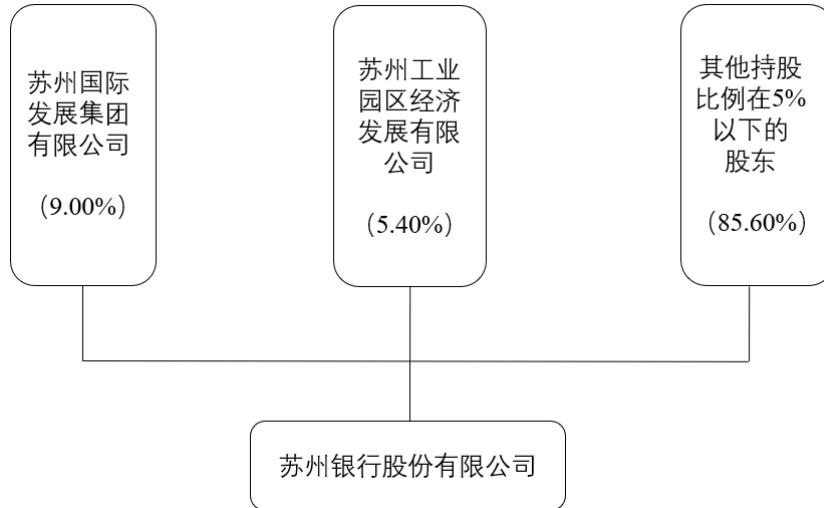 苏州国际
发展集团
有限公司
（9.00%）
苏州工业
园区经济
发展有限
公司
（5.40%）
其他持股
比例在5%
以下的
股东
（85.60%）
苏州银行股份有限公司